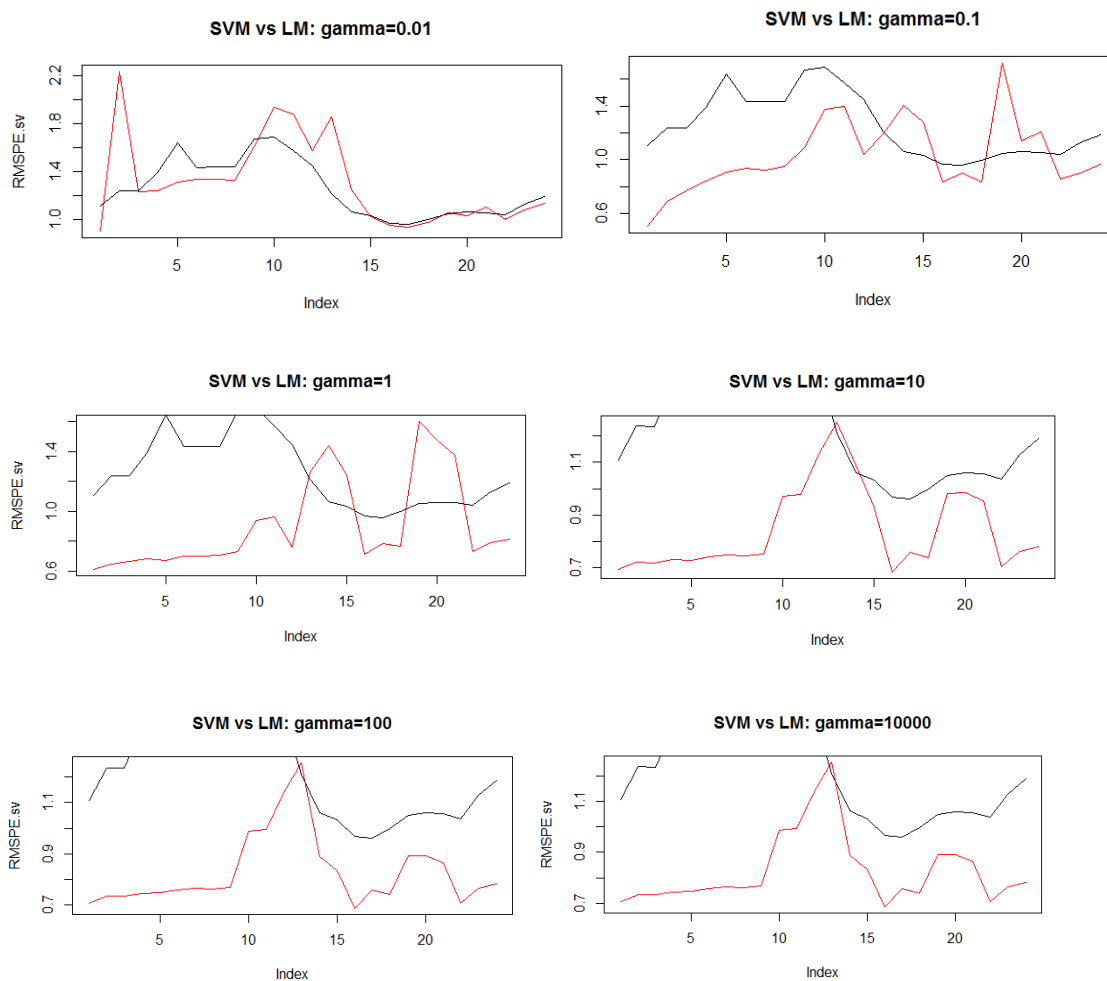 SVM vs LM: gamma=0.01
RMSPE.sv
2.2
1.8
1.4
1.0
5 10 15 20
Index
SVM vs LM: gamma=0.1
1.4
1.0
0.6
5 10 15 20
Index
SVM vs LM: gamma=1
RMSPE.sv
1.4
1.0
0.6
5 10 15 20
Index
SVM vs LM: gamma=10
1.1
0.9
0.7
5 10 15 20
Index
SVM vs LM: gamma=100
RMSPE.sv
1.1
0.9
0.7
5 10 15 20
Index
SVM vs LM: gamma=10000
RMSPE.sv
1.1
0.9
0.7
5 10 15 20
Index